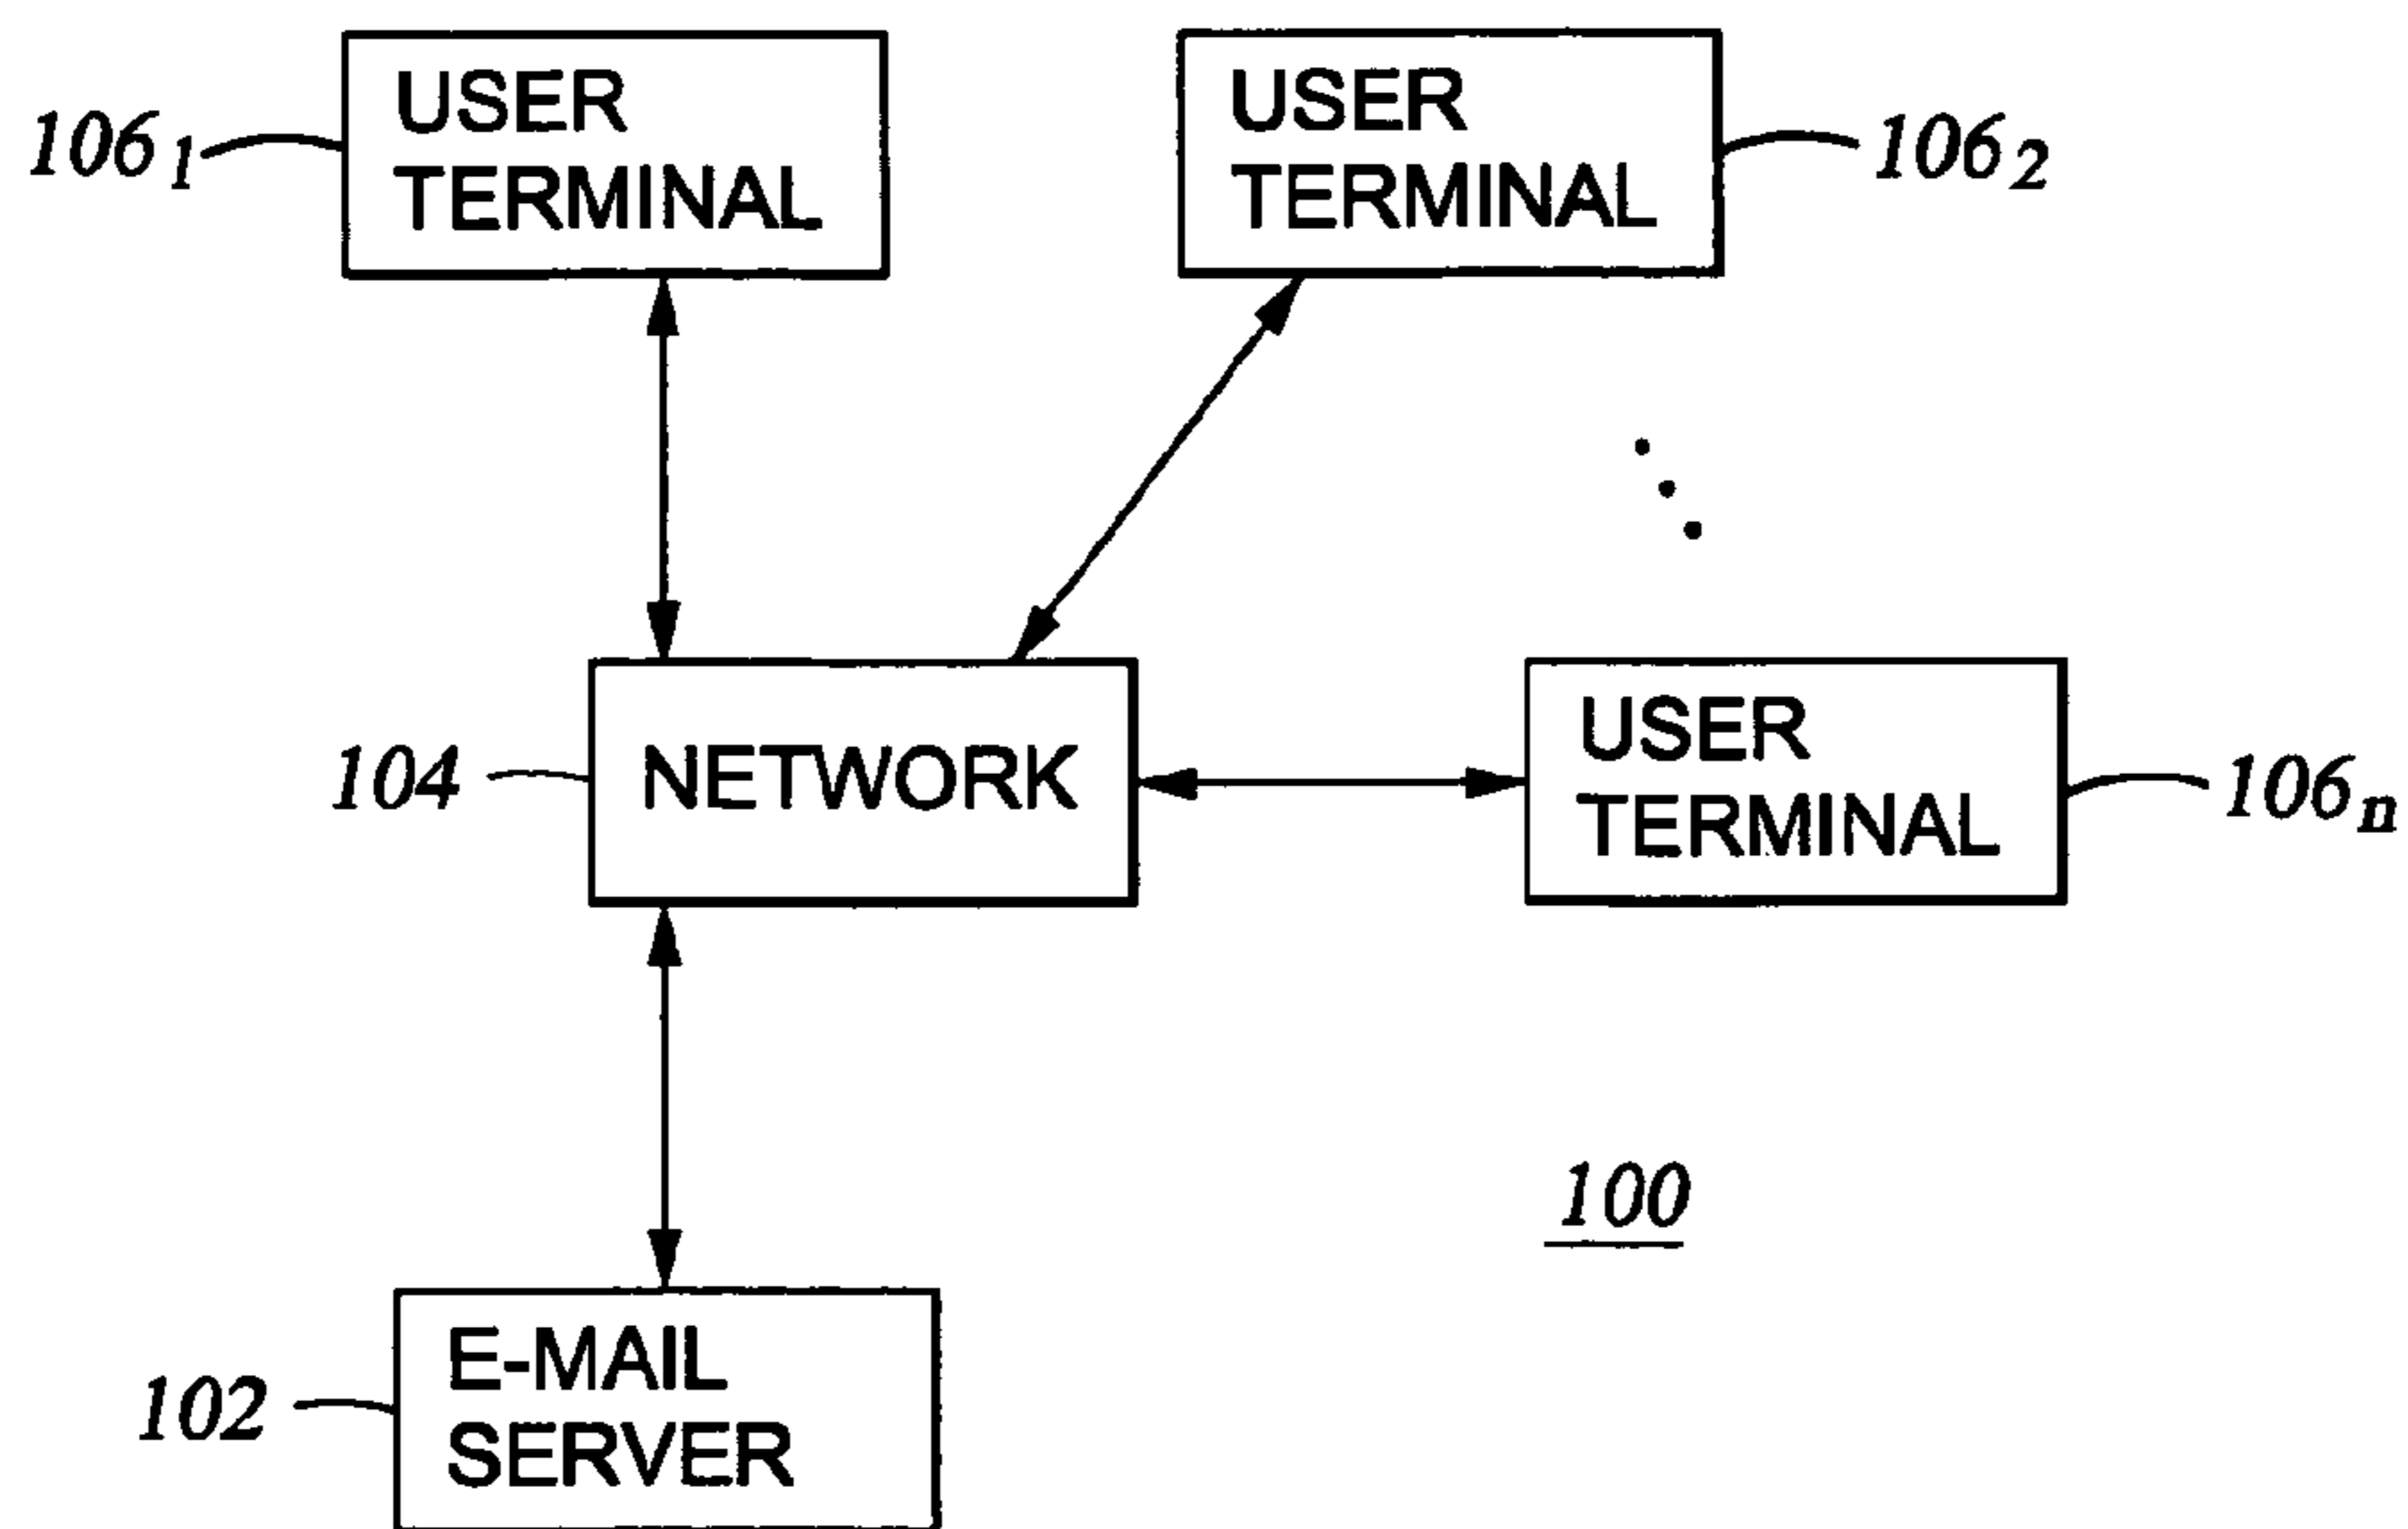 106₁
USER
TERMINAL
USER
TERMINAL
106₂
104
NETWORK
USER
TERMINAL
106ₙ
100
102
E-MAIL
SERVER